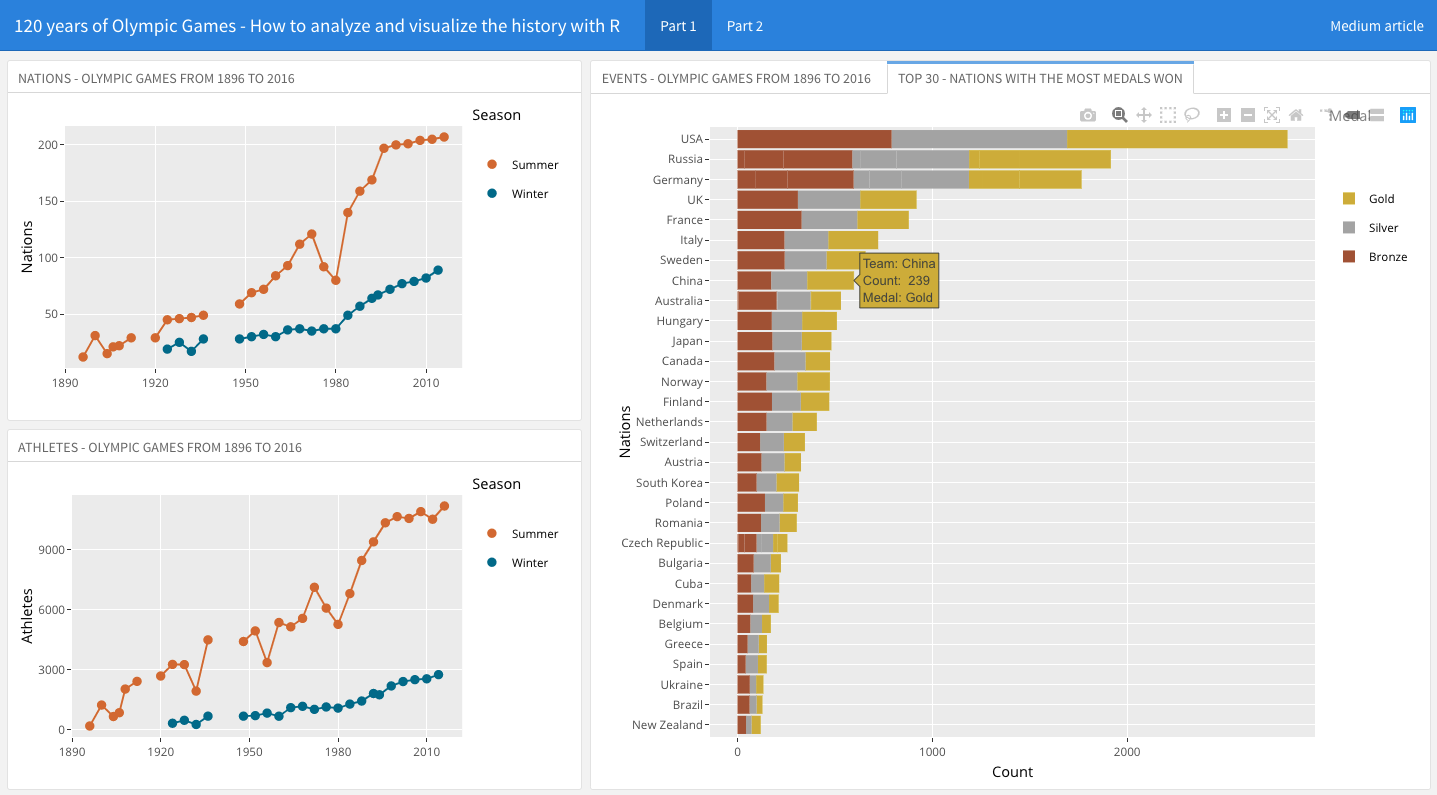 120 years of Olympic Games - How to analyze and visualize the history with R
Part 1
Part 2
Medium article
NATIONS - OLYMPIC GAMES FROM 1896 TO 2016
Season
Summer
Winter
200
150
100
50
Nations
1890
1920
1950
1980
2010
ATHLETES - OLYMPIC GAMES FROM 1896 TO 2016
Season
Summer
Winter
9000
6000
3000
0
Athletes
1890
1920
1950
1980
2010
EVENTS - OLYMPIC GAMES FROM 1896 TO 2016
TOP 30 - NATIONS WITH THE MOST MEDALS WON
Medal
Gold
Silver
Bronze
USA
Russia
Germany
UK
France
Italy
Sweden
China
Australia
Hungary
Japan
Canada
Norway
Finland
Netherlands
Switzerland
Austria
South Korea
Poland
Romania
Czech Republic
Bulgaria
Cuba
Denmark
Belgium
Greece
Spain
Ukraine
Brazil
New Zealand
Team: China
Count: 239
Medal: Gold
Nations
0
1000
2000
Count